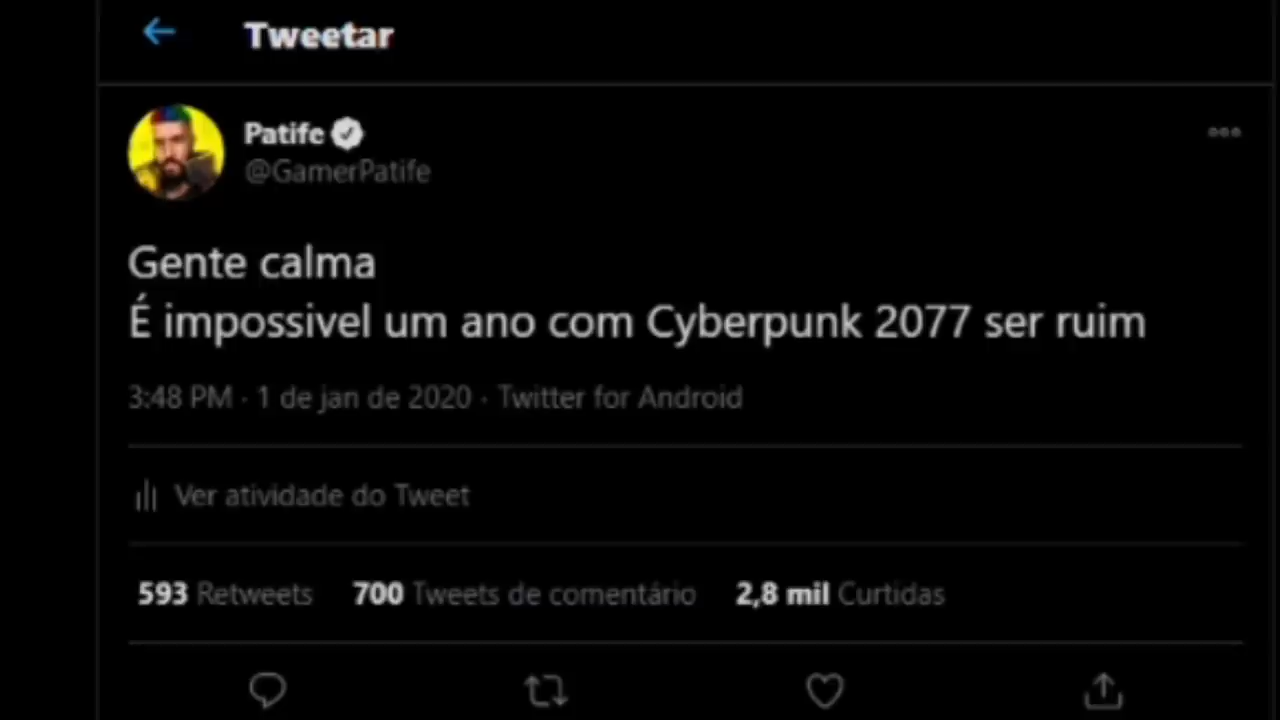 Tweetar
Patife
@GamerPatife
Gente calma
É impossivel um ano com Cyberpunk 2077 ser ruim
3:48 PM · 1 de jan de 2020 · Twitter for Android
Ver atividade do Tweet
593 Retweets 700 Tweets de comentário 2,8 mil Curtidas